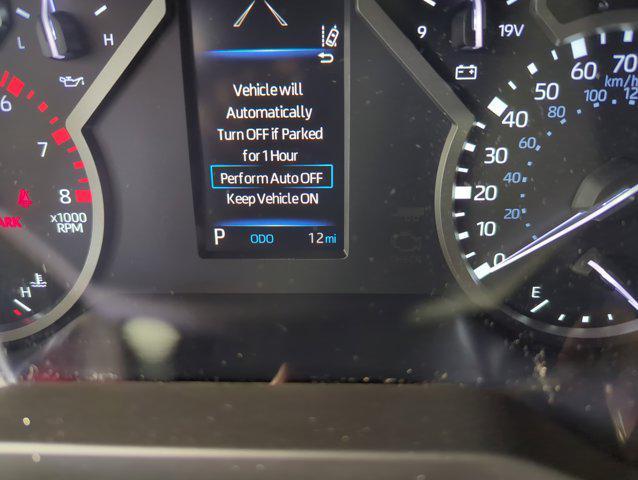 L
H
6
7
8
x1000
RPM
PARK
H
Vehicle will
Automatically
Turn OFF if Parked
for 1 Hour
Perform Auto OFF
Keep Vehicle ON
P ODO 12 mi
9
19V
70
60
50
40
30
20
10
0
km/h
100
80
60
40
20
CHECK
E